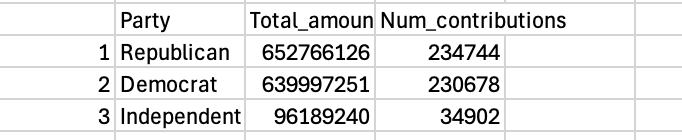 Party Total_amoun Num_contributions
1 Republican 652766126 234744
2 Democrat 639997251 230678
3 Independent 96189240 34902